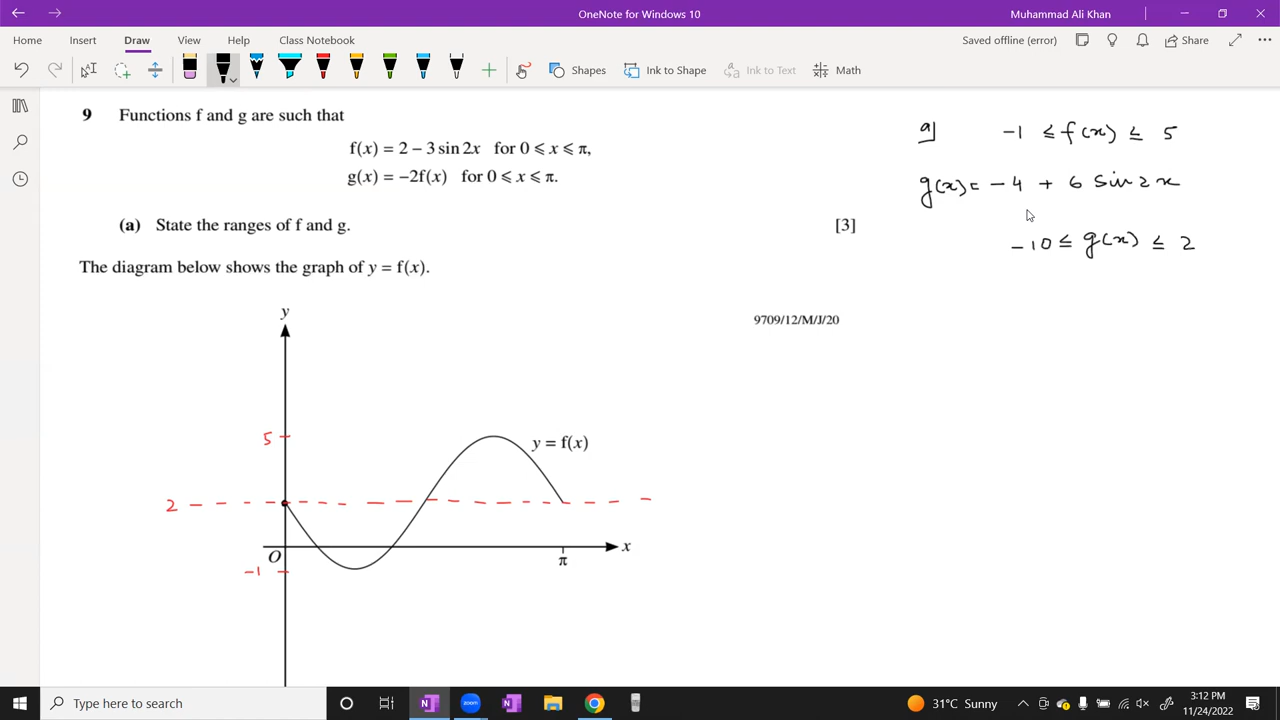 OneNote for Windows 10
Muhammad Ali Khan
Home Insert Draw View Help Class Notebook
Saved offline (error)
Share
Shapes
Ink to Shape
Ink to Text
Math
9 Functions f and g are such that
f(x) = 2 − 3 sin 2x for 0 ⩽ x ⩽ π,
g(x) = −2f(x) for 0 ⩽ x ⩽ π.
(a) State the ranges of f and g. [3]
The diagram below shows the graph of y = f(x).
a] −1 ≤ f(x) ≤ 5
g(x) = −4 + 6 sin 2x
−10 ≤ g(x) ≤ 2
9709/12/M/J/20
y
5
y = f(x)
2
O
x
−1
π
Type here to search
31°C Sunny
3:12 PM
11/24/2022